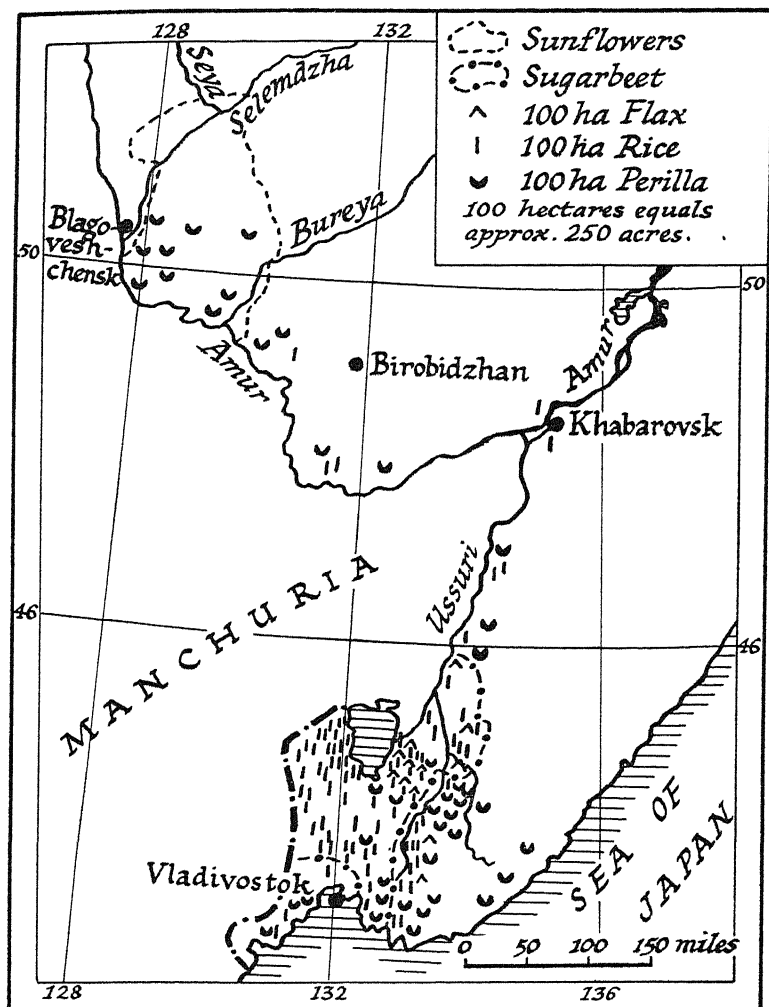 128
132
Sunflowers
Sugarbeet
100 ha Flax
100 ha Rice
100 ha Perilla
100 hectares equals
approx. 250 acres.
Seya
Selemdzha
Bureya
Blago-
vesh-
chensk
50
50
Amur
Birobidzhan
Amur
Khabarovsk
Ussuri
MANCHURIA
46
46
Vladivostok
SEA OF
JAPAN
0 50 100 150 miles
128
132
136